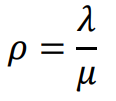 ρ = λ/μ